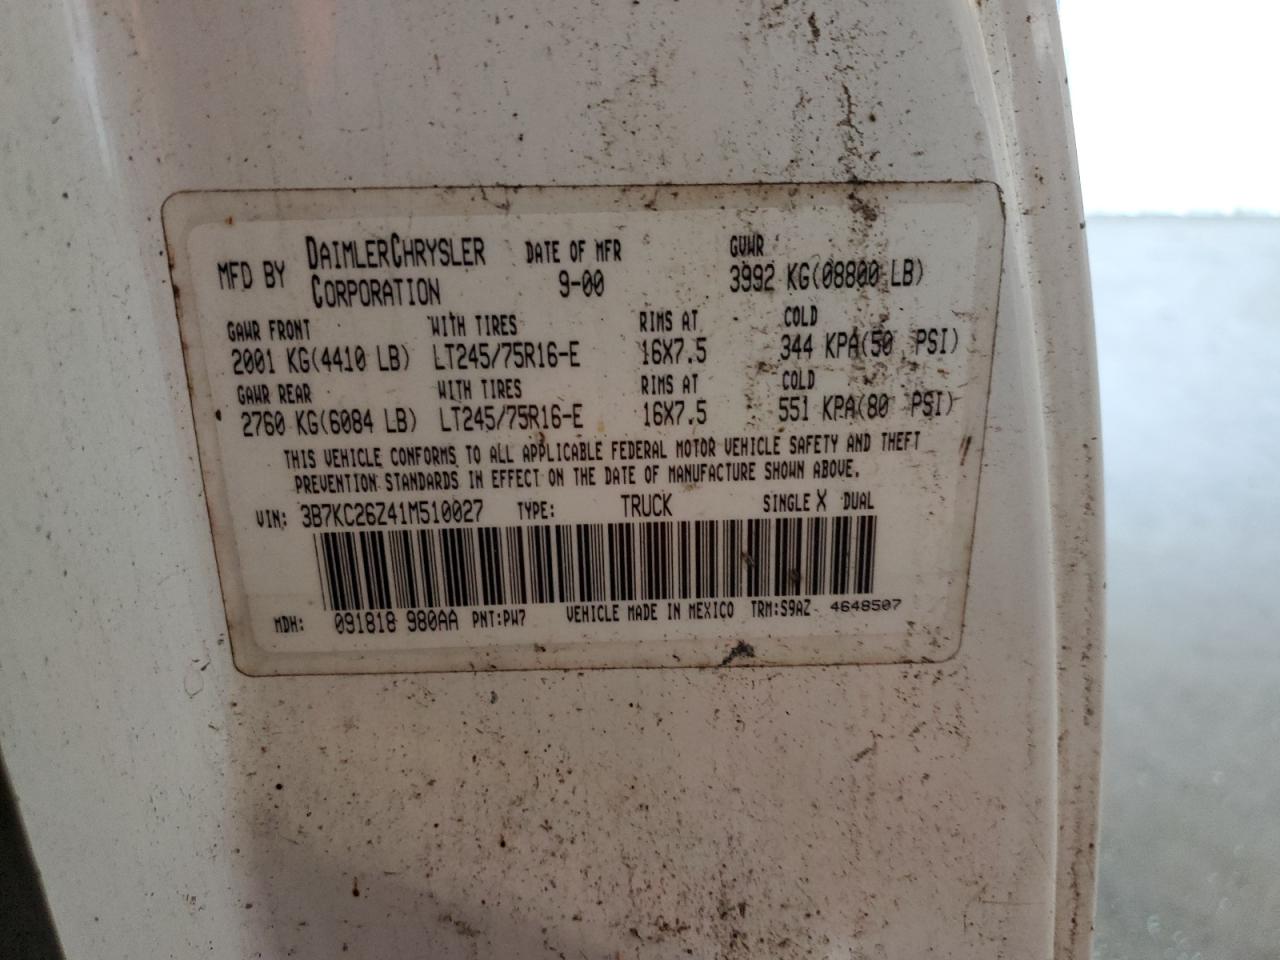 MFD BY DAIMLERCHRYSLER CORPORATION DATE OF MFR 9-00 GVWR 3992 KG(08800 LB)
GAWR FRONT WITH TIRES RIMS AT COLD
2001 KG(4410 LB) LT245/75R16-E 16X7.5 344 KPA(50 PSI)
GAWR REAR WITH TIRES RIMS AT COLD
2760 KG(6084 LB) LT245/75R16-E 16X7.5 551 KPA(80 PSI)
THIS VEHICLE CONFORMS TO ALL APPLICABLE FEDERAL MOTOR VEHICLE SAFETY AND THEFT
PREVENTION STANDARDS IN EFFECT ON THE DATE OF MANUFACTURE SHOWN ABOVE.
VIN: 3B7KC26Z41M510027 TYPE: TRUCK SINGLE X DUAL
MDH: 091818 980AA PNT:PW7 VEHICLE MADE IN MEXICO TRM:S9AZ 4648507